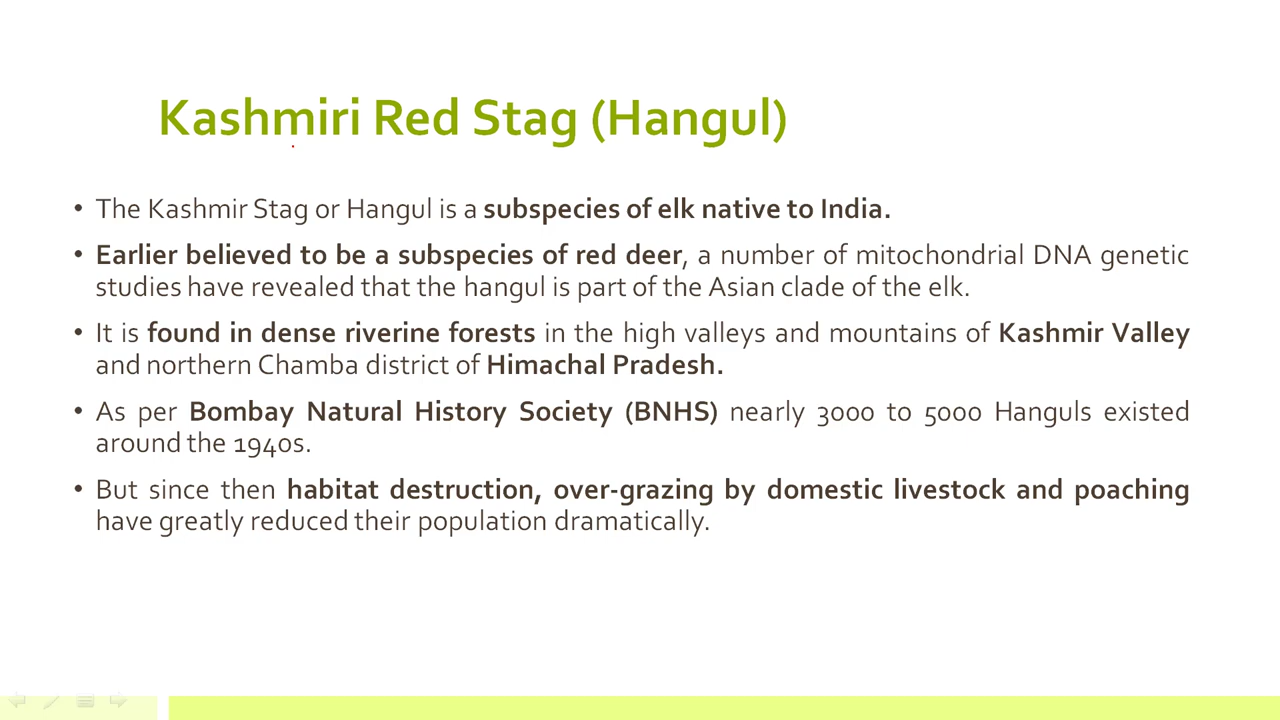 Kashmiri Red Stag (Hangul)
• The Kashmir Stag or Hangul is a subspecies of elk native to India.
• Earlier believed to be a subspecies of red deer, a number of mitochondrial DNA genetic
studies have revealed that the hangul is part of the Asian clade of the elk.
• It is found in dense riverine forests in the high valleys and mountains of Kashmir Valley
and northern Chamba district of Himachal Pradesh.
• As per Bombay Natural History Society (BNHS) nearly 3000 to 5000 Hanguls existed
around the 1940s.
• But since then habitat destruction, over-grazing by domestic livestock and poaching
have greatly reduced their population dramatically.